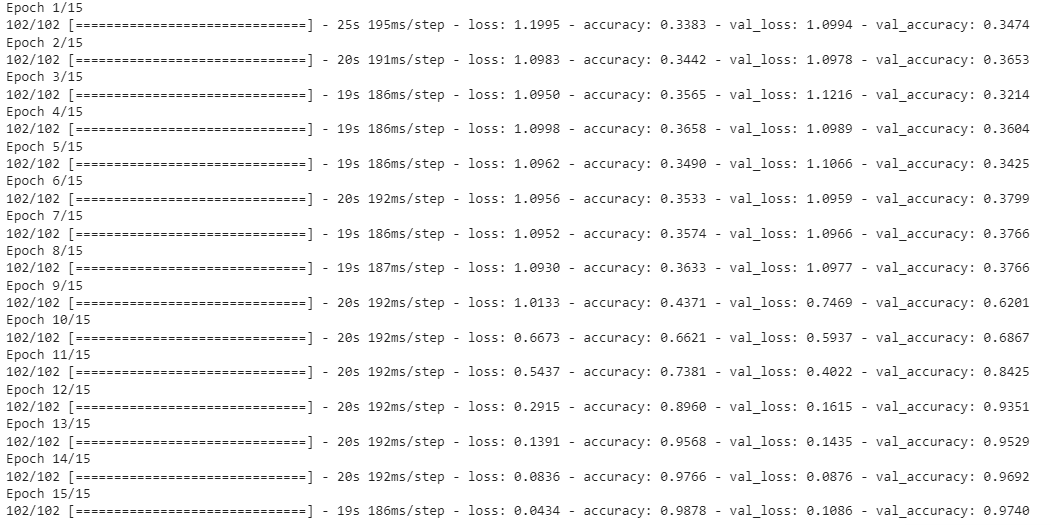 Epoch 1/15
102/102 [==============================] - 25s 195ms/step - loss: 1.1995 - accuracy: 0.3383 - val_loss: 1.0994 - val_accuracy: 0.3474
Epoch 2/15
102/102 [==============================] - 20s 191ms/step - loss: 1.0983 - accuracy: 0.3442 - val_loss: 1.0978 - val_accuracy: 0.3653
Epoch 3/15
102/102 [==============================] - 19s 186ms/step - loss: 1.0950 - accuracy: 0.3565 - val_loss: 1.1216 - val_accuracy: 0.3214
Epoch 4/15
102/102 [==============================] - 19s 186ms/step - loss: 1.0998 - accuracy: 0.3658 - val_loss: 1.0989 - val_accuracy: 0.3604
Epoch 5/15
102/102 [==============================] - 19s 186ms/step - loss: 1.0962 - accuracy: 0.3490 - val_loss: 1.1066 - val_accuracy: 0.3425
Epoch 6/15
102/102 [==============================] - 20s 192ms/step - loss: 1.0956 - accuracy: 0.3533 - val_loss: 1.0959 - val_accuracy: 0.3799
Epoch 7/15
102/102 [==============================] - 19s 186ms/step - loss: 1.0952 - accuracy: 0.3574 - val_loss: 1.0966 - val_accuracy: 0.3766
Epoch 8/15
102/102 [==============================] - 19s 187ms/step - loss: 1.0930 - accuracy: 0.3633 - val_loss: 1.0977 - val_accuracy: 0.3766
Epoch 9/15
102/102 [==============================] - 20s 192ms/step - loss: 1.0133 - accuracy: 0.4371 - val_loss: 0.7469 - val_accuracy: 0.6201
Epoch 10/15
102/102 [==============================] - 20s 192ms/step - loss: 0.6673 - accuracy: 0.6621 - val_loss: 0.5937 - val_accuracy: 0.6867
Epoch 11/15
102/102 [==============================] - 20s 192ms/step - loss: 0.5437 - accuracy: 0.7381 - val_loss: 0.4022 - val_accuracy: 0.8425
Epoch 12/15
102/102 [==============================] - 20s 192ms/step - loss: 0.2915 - accuracy: 0.8960 - val_loss: 0.1615 - val_accuracy: 0.9351
Epoch 13/15
102/102 [==============================] - 20s 192ms/step - loss: 0.1391 - accuracy: 0.9568 - val_loss: 0.1435 - val_accuracy: 0.9529
Epoch 14/15
102/102 [==============================] - 20s 192ms/step - loss: 0.0836 - accuracy: 0.9766 - val_loss: 0.0876 - val_accuracy: 0.9692
Epoch 15/15
102/102 [==============================] - 19s 186ms/step - loss: 0.0434 - accuracy: 0.9878 - val_loss: 0.1086 - val_accuracy: 0.9740